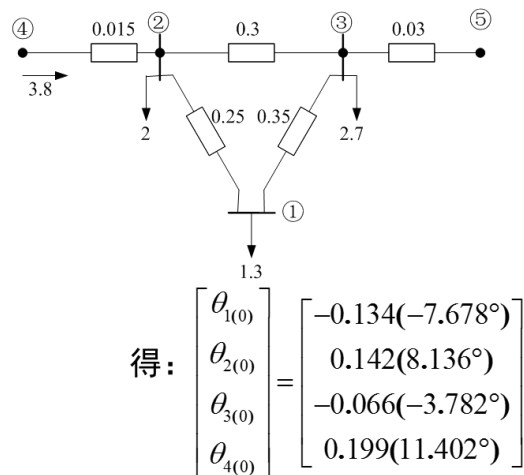 ④ 0.015 ② 0.3 ③ 0.03 ⑤
3.8
2 0.25 0.35 2.7
①
1.3
得：
θ1(0)
θ2(0)
θ3(0)
θ4(0)
=
−0.134(−7.678°)
0.142(8.136°)
−0.066(−3.782°)
0.199(11.402°)